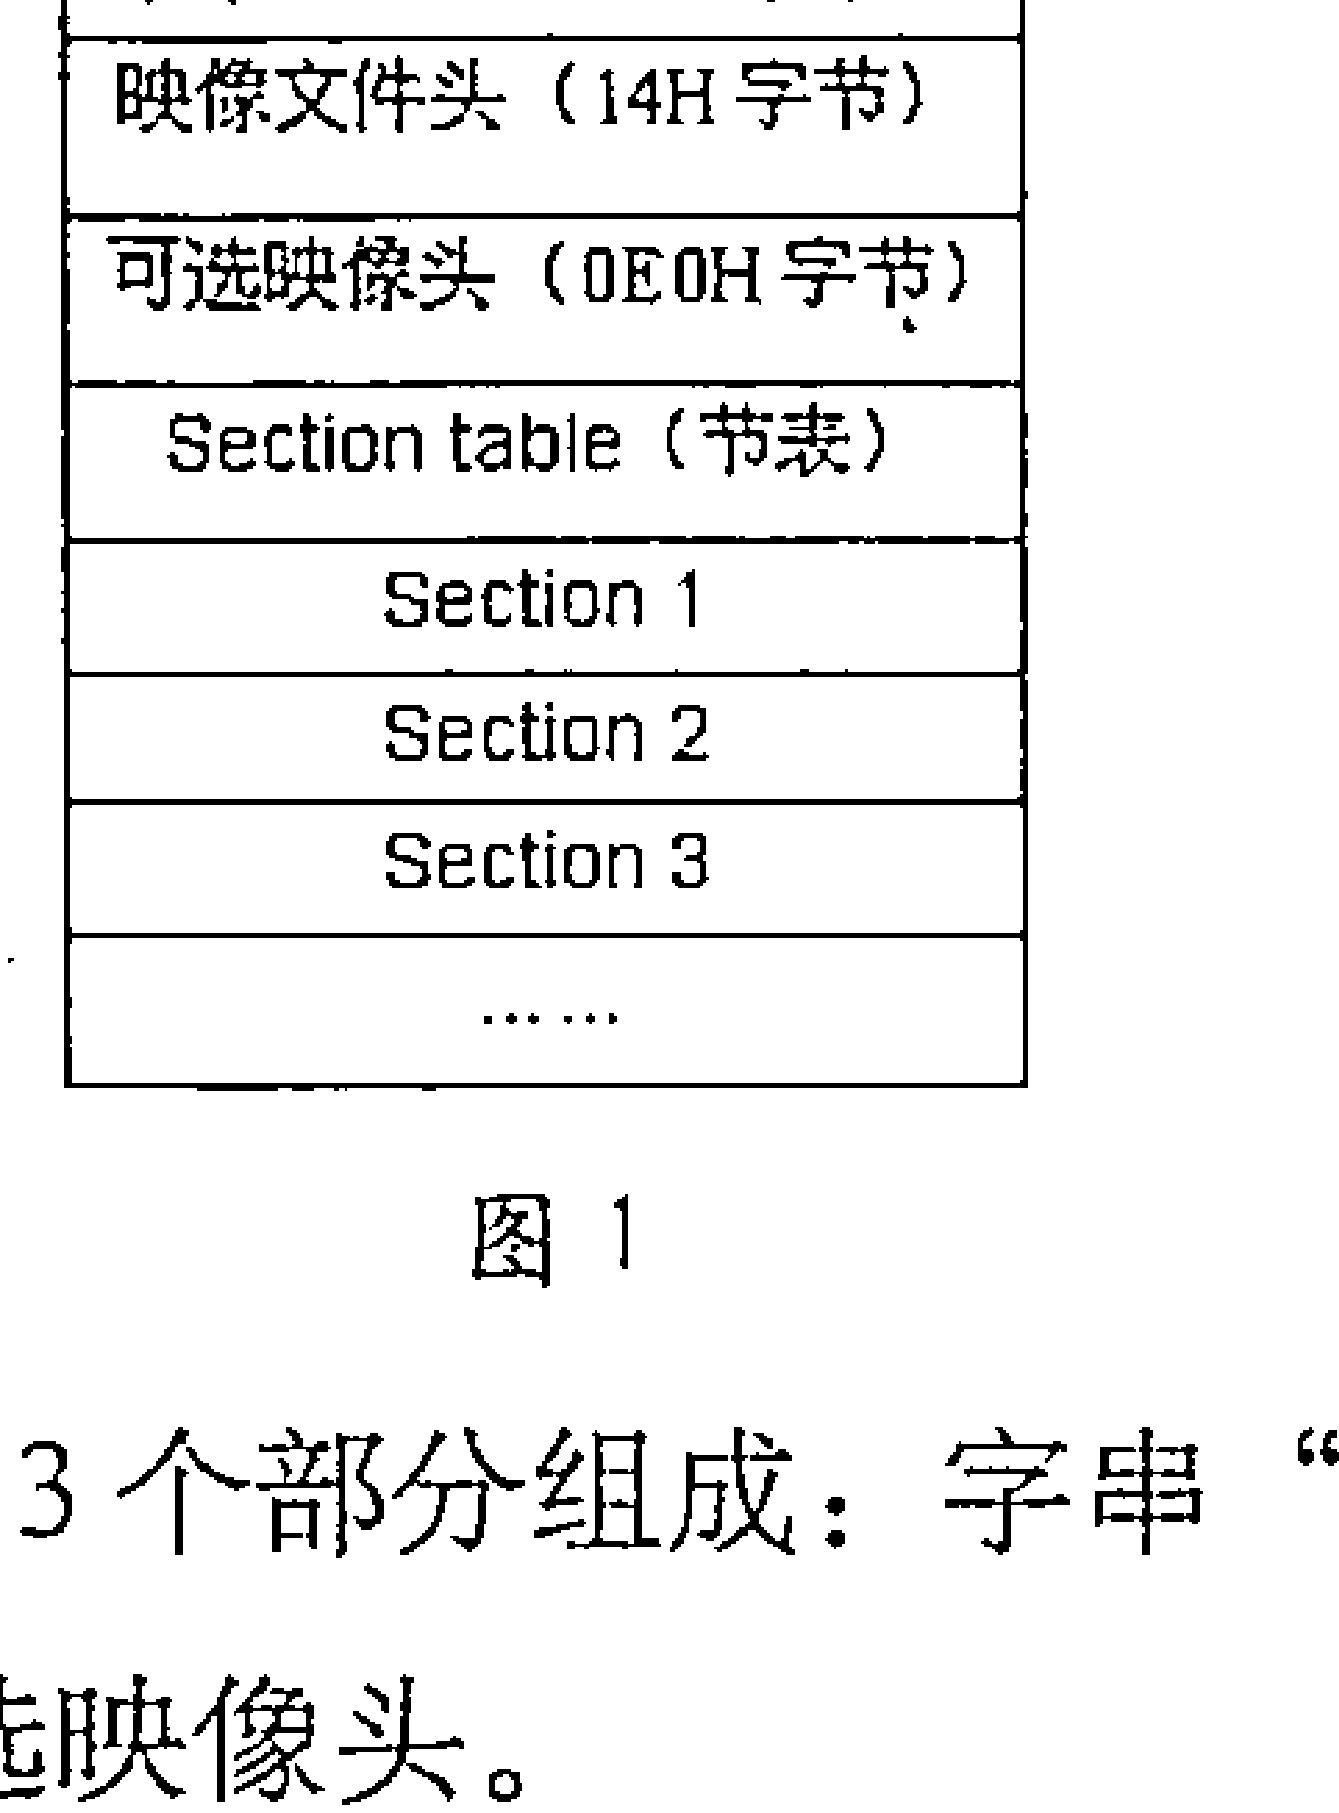 映像文件头（14H 字节）
可选映像头（0E0H 字节）
Section table（节表）
Section 1
Section 2
Section 3
……
图 1
3 个部分组成：字串“
选映像头。